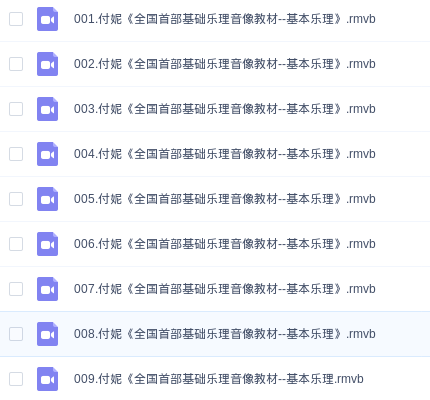 001.付妮《全国首部基础乐理音像教材--基本乐理》.rmvb
002.付妮《全国首部基础乐理音像教材--基本乐理》.rmvb
003.付妮《全国首部基础乐理音像教材--基本乐理》.rmvb
004.付妮《全国首部基础乐理音像教材--基本乐理》.rmvb
005.付妮《全国首部基础乐理音像教材--基本乐理》.rmvb
006.付妮《全国首部基础乐理音像教材--基本乐理》.rmvb
007.付妮《全国首部基础乐理音像教材--基本乐理》.rmvb
008.付妮《全国首部基础乐理音像教材--基本乐理》.rmvb
009.付妮《全国首部基础乐理音像教材--基本乐理.rmvb